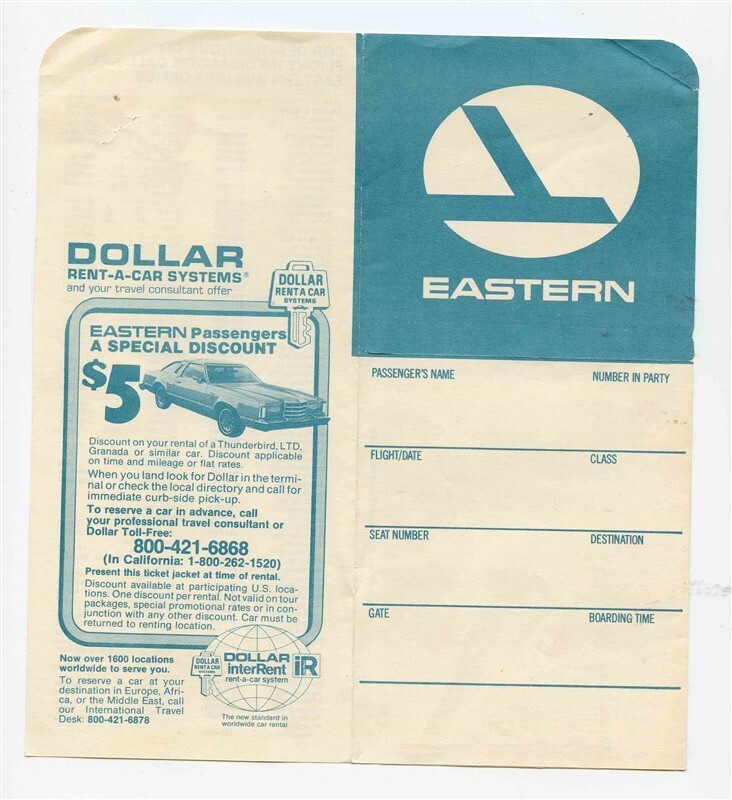 DOLLAR
RENT-A-CAR SYSTEMS®
and your travel consultant offer
DOLLAR
RENT A CAR
SYSTEMS
EASTERN Passengers
A SPECIAL DISCOUNT
$5
Discount on your rental of a Thunderbird, LTD,
Granada or similar car. Discount applicable
on time and mileage or flat rates.
When you land look for Dollar in the termi-
nal or check the local directory and call for
immediate curb-side pick-up.
To reserve a car in advance, call
your professional travel consultant or
Dollar Toll-Free:
800-421-6868
(In California: 1-800-262-1520)
Present this ticket jacket at time of rental.
Discount available at participating U.S. loca-
tions. One discount per rental. Not valid on tour
packages, special promotional rates or in con-
junction with any other discount. Car must be
returned to renting location.
Now over 1600 locations
worldwide to serve you.
To reserve a car at your
destination in Europe, Afri-
ca, or the Middle East, call
our International Travel
Desk: 800-421-6878
DOLLAR
RENT A CAR
SYSTEMS
DOLLAR
interRent
rent-a-car system
iR
The new standard in
worldwide car rental
EASTERN
PASSENGER'S NAME NUMBER IN PARTY
FLIGHT/DATE CLASS
SEAT NUMBER DESTINATION
GATE BOARDING TIME